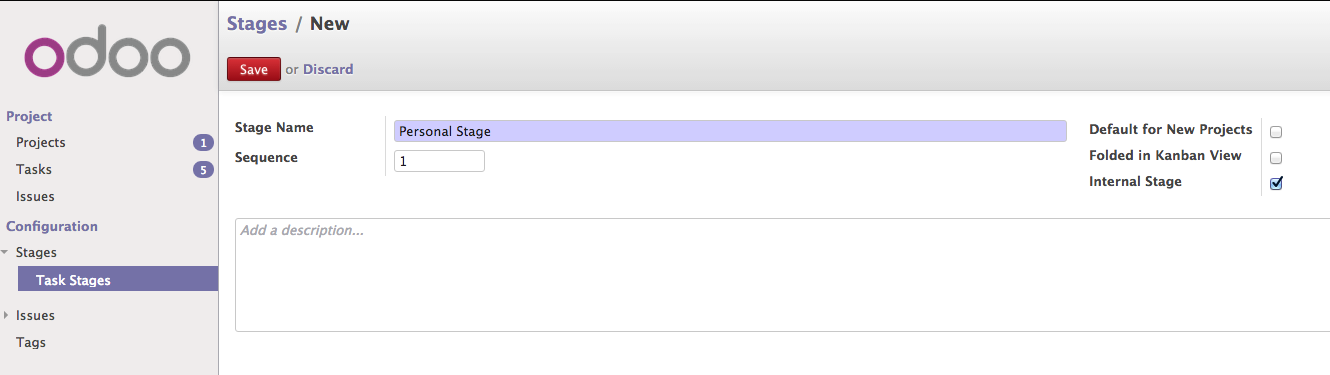 odoo
Project
Projects 1
Tasks 5
Issues
Configuration
Stages
Task Stages
Issues
Tags
Stages / New
Save or Discard
Stage Name Personal Stage
Sequence 1
Default for New Projects
Folded in Kanban View
Internal Stage
Add a description...